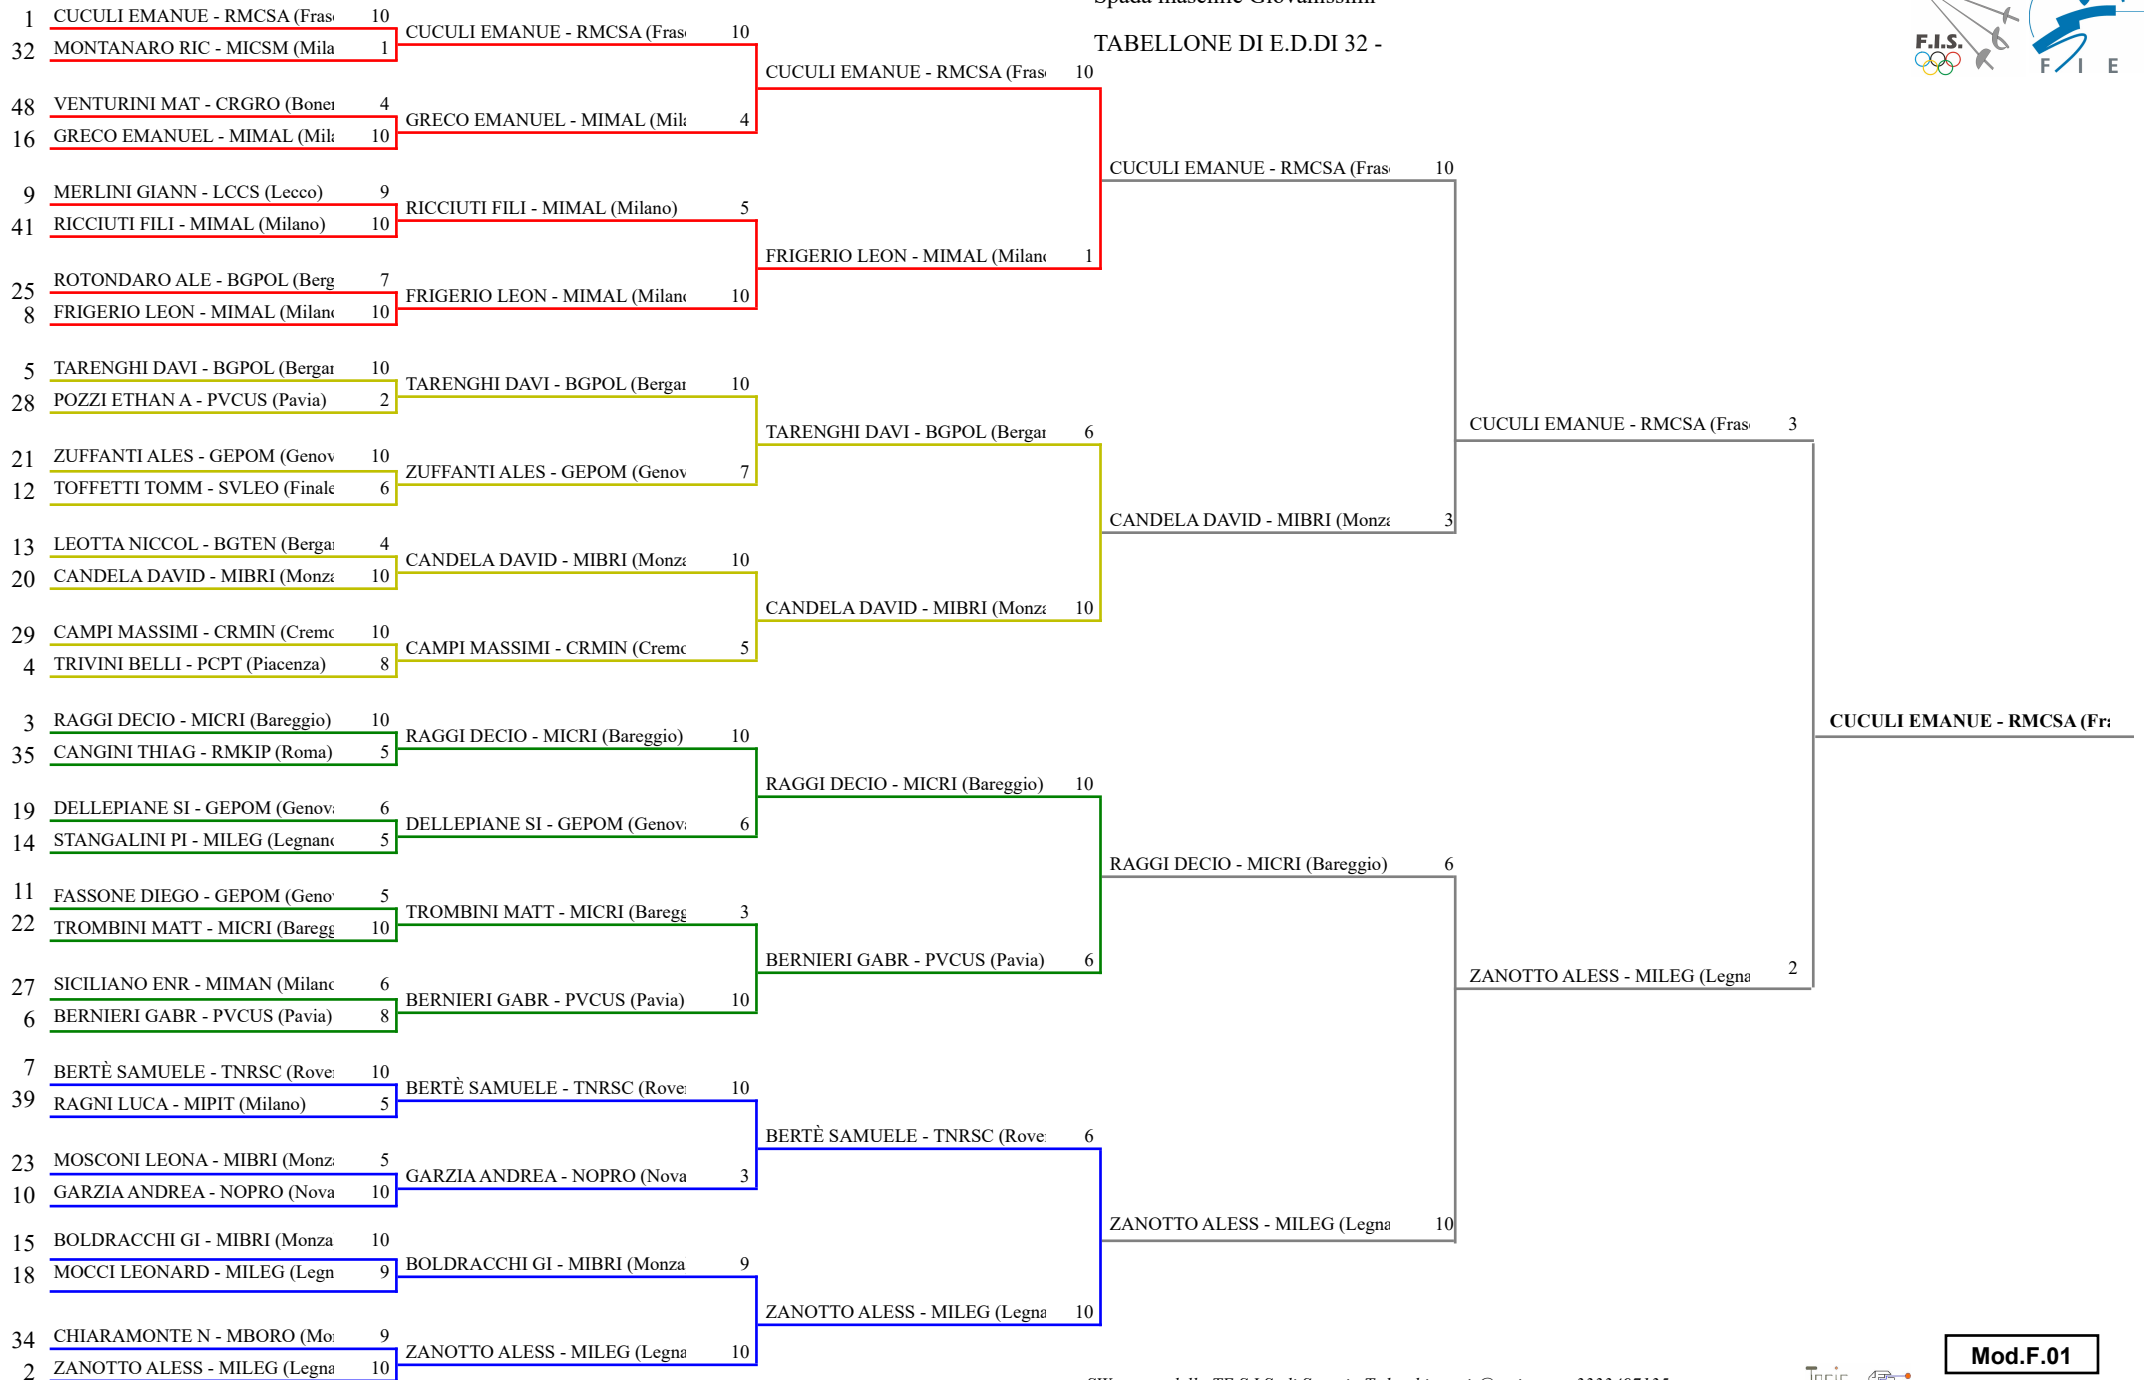 TABELLONE DI E.D.DI 32 -
F.I.S.
F I E
1 CUCULI EMANUE - RMCSA (Fras 10
32 MONTANARO RIC - MICSM (Mila 1
48 VENTURINI MAT - CRGRO (Bone 4
16 GRECO EMANUEL - MIMAL (Mil 10
9 MERLINI GIANN - LCCS (Lecco) 9
41 RICCIUTI FILI - MIMAL (Milano) 10
25 ROTONDARO ALE - BGPOL (Berg 7
8 FRIGERIO LEON - MIMAL (Milan 10
5 TARENGHI DAVI - BGPOL (Berga 10
28 POZZI ETHAN A - PVCUS (Pavia) 2
21 ZUFFANTI ALES - GEPOM (Genov 10
12 TOFFETTI TOMM - SVLEO (Finale 6
13 LEOTTA NICCOL - BGTEN (Berga 4
20 CANDELA DAVID - MIBRI (Monz 10
29 CAMPI MASSIMI - CRMIN (Crem 10
4 TRIVINI BELLI - PCPT (Piacenza) 8
3 RAGGI DECIO - MICRI (Bareggio) 10
35 CANGINI THIAG - RMKIP (Roma) 5
19 DELLEPIANE SI - GEPOM (Genov 6
14 STANGALINI PI - MILEG (Legnan 5
11 FASSONE DIEGO - GEPOM (Geno 5
22 TROMBINI MATT - MICRI (Baregg 10
27 SICILIANO ENR - MIMAN (Milan 6
6 BERNIERI GABR - PVCUS (Pavia) 8
7 BERTÈ SAMUELE - TNRSC (Rove 10
39 RAGNI LUCA - MIPIT (Milano) 5
23 MOSCONI LEONA - MIBRI (Monz 5
10 GARZIA ANDREA - NOPRO (Nova 10
15 BOLDRACCHI GI - MIBRI (Monza 10
18 MOCCI LEONARD - MILEG (Legn 9
34 CHIARAMONTE N - MBORO (Mo 9
2 ZANOTTO ALESS - MILEG (Legna 10
CUCULI EMANUE - RMCSA (Fras 10
GRECO EMANUEL - MIMAL (Mil 4
RICCIUTI FILI - MIMAL (Milano) 5
FRIGERIO LEON - MIMAL (Milan 10
TARENGHI DAVI - BGPOL (Berga 10
ZUFFANTI ALES - GEPOM (Genov 7
CANDELA DAVID - MIBRI (Monz 10
CAMPI MASSIMI - CRMIN (Crem 5
RAGGI DECIO - MICRI (Bareggio) 10
DELLEPIANE SI - GEPOM (Genov 6
TROMBINI MATT - MICRI (Baregg 3
BERNIERI GABR - PVCUS (Pavia) 10
BERTÈ SAMUELE - TNRSC (Rove 10
GARZIA ANDREA - NOPRO (Nova 3
BOLDRACCHI GI - MIBRI (Monza 9
ZANOTTO ALESS - MILEG (Legna 10
CUCULI EMANUE - RMCSA (Fras 10
FRIGERIO LEON - MIMAL (Milan 1
TARENGHI DAVI - BGPOL (Berga 6
CANDELA DAVID - MIBRI (Monz 10
RAGGI DECIO - MICRI (Bareggio) 10
BERNIERI GABR - PVCUS (Pavia) 6
BERTÈ SAMUELE - TNRSC (Rove 6
ZANOTTO ALESS - MILEG (Legna 10
CUCULI EMANUE - RMCSA (Fras 10
CANDELA DAVID - MIBRI (Monz 3
RAGGI DECIO - MICRI (Bareggio) 6
ZANOTTO ALESS - MILEG (Legna 10
CUCULI EMANUE - RMCSA (Fras 3
ZANOTTO ALESS - MILEG (Legna 2
CUCULI EMANUE - RMCSA (Fra
Mod.F.01